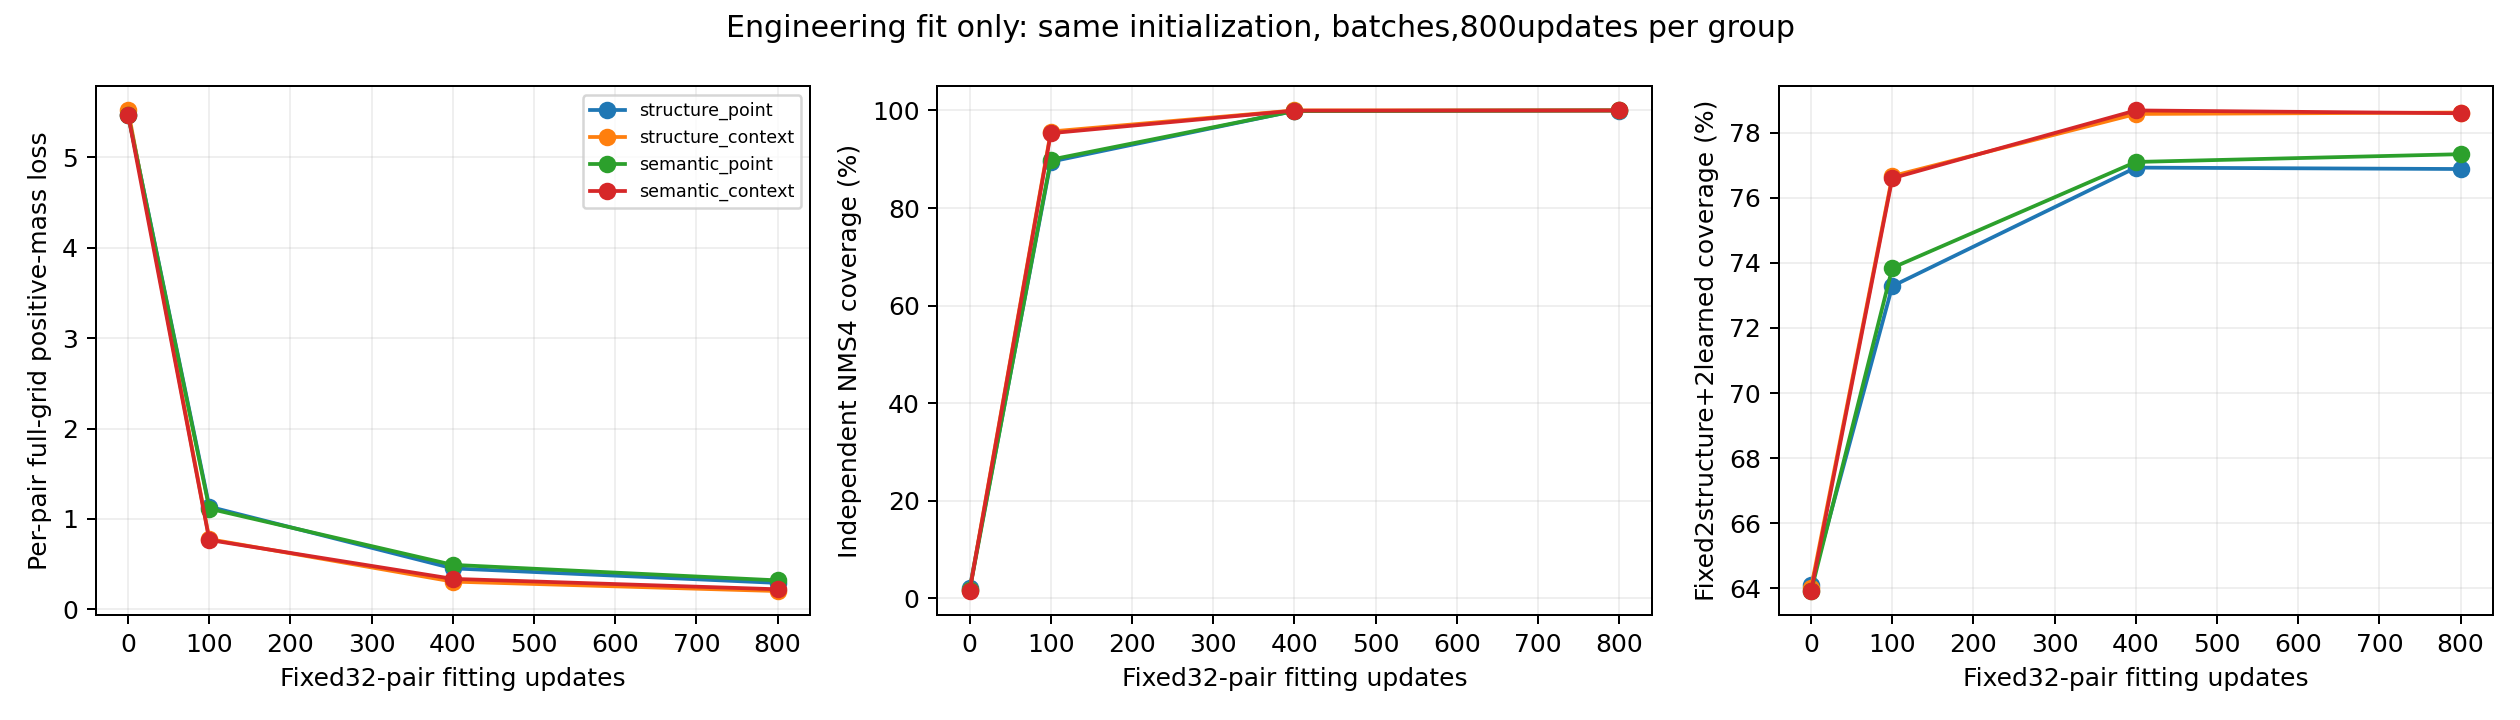 Engineering fit only: same initialization, batches,800updates per group
Per-pair full-grid positive-mass loss
5
4
3
2
1
0
structure_point
structure_context
semantic_point
semantic_context
0 100 200 300 400 500 600 700 800
Fixed32-pair fitting updates
Independent NMS4 coverage (%)
100
80
60
40
20
0
0 100 200 300 400 500 600 700 800
Fixed32-pair fitting updates
Fixed2structure+2learned coverage (%)
78
76
74
72
70
68
66
64
0 100 200 300 400 500 600 700 800
Fixed32-pair fitting updates